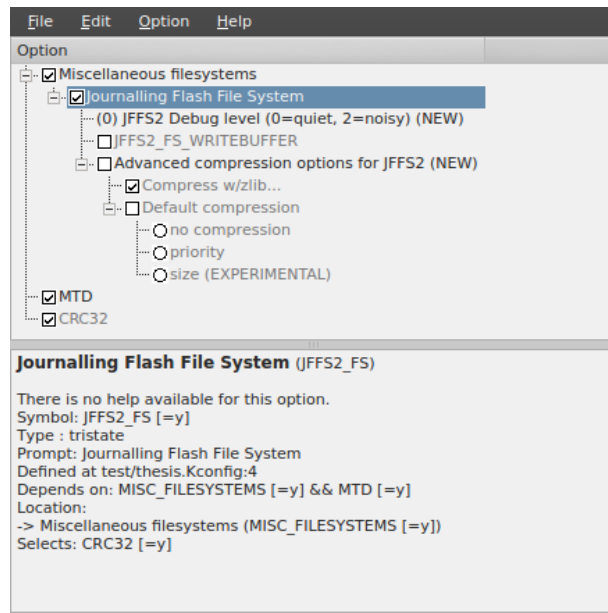 File Edit Option Help
Option
Miscellaneous filesystems
Journalling Flash File System
(0) JFFS2 Debug level (0=quiet, 2=noisy) (NEW)
JFFS2_FS_WRITEBUFFER
Advanced compression options for JFFS2 (NEW)
Compress w/zlib...
Default compression
no compression
priority
size (EXPERIMENTAL)
MTD
CRC32
Journalling Flash File System (JFFS2_FS)
There is no help available for this option.
Symbol: JFFS2_FS [=y]
Type : tristate
Prompt: Journalling Flash File System
Defined at test/thesis.Kconfig:4
Depends on: MISC_FILESYSTEMS [=y] && MTD [=y]
Location:
-> Miscellaneous filesystems (MISC_FILESYSTEMS [=y])
Selects: CRC32 [=y]